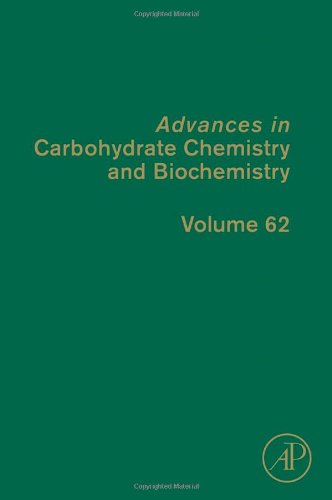 Advances in
Carbohydrate Chemistry
and Biochemistry
Volume 62
AP